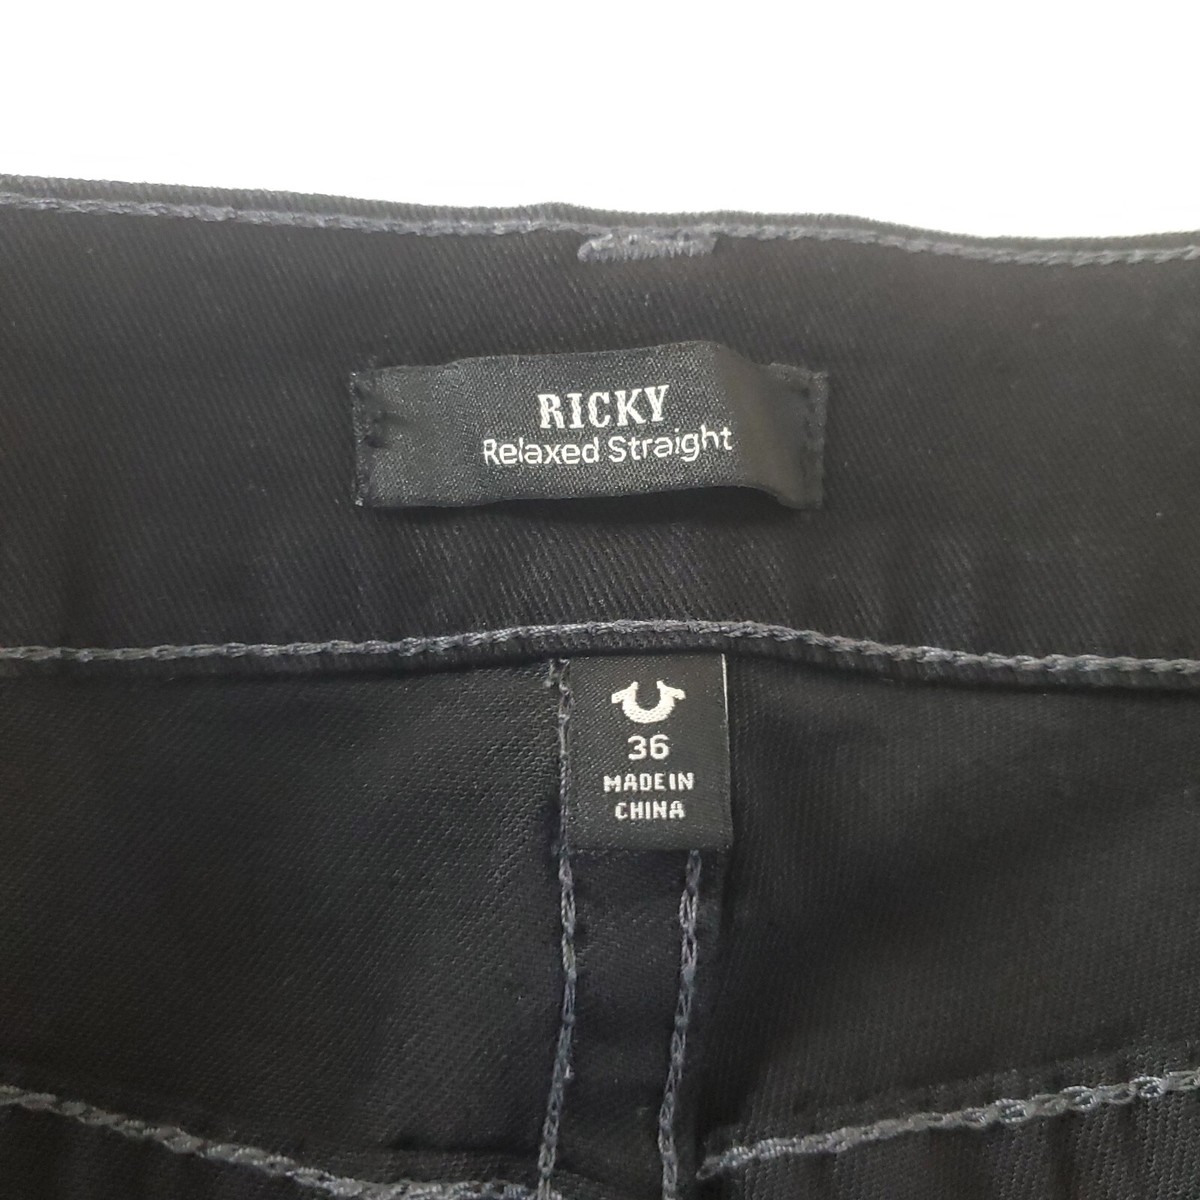 RICKY
Relaxed Straight
36
MADE IN
CHINA